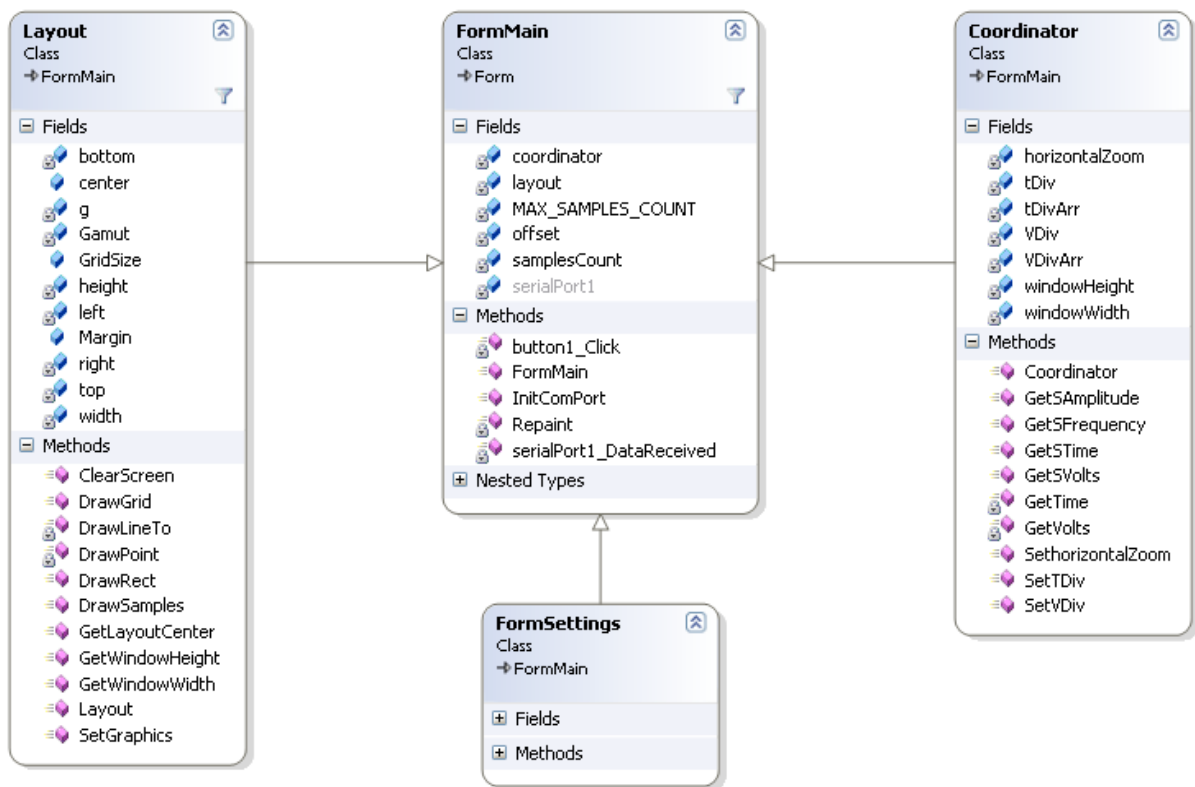 Layout
Class
FormMain
Fields
bottom
center
g
Gamut
GridSize
height
left
Margin
right
top
width
Methods
ClearScreen
DrawGrid
DrawLineTo
DrawPoint
DrawRect
DrawSamples
GetLayoutCenter
GetWindowHeight
GetWindowWidth
Layout
SetGraphics
FormMain
Class
Form
Fields
coordinator
layout
MAX_SAMPLES_COUNT
offset
samplesCount
serialPort1
Methods
button1_Click
FormMain
InitComPort
Repaint
serialPort1_DataReceived
Nested Types
FormSettings
Class
FormMain
Fields
Methods
Coordinator
Class
FormMain
Fields
horizontalZoom
tDiv
tDivArr
VDiv
VDivArr
windowHeight
windowWidth
Methods
Coordinator
GetSAmplitude
GetSFrequency
GetSTime
GetSVolts
GetTime
GetVolts
SethorizontalZoom
SetTDiv
SetVDiv